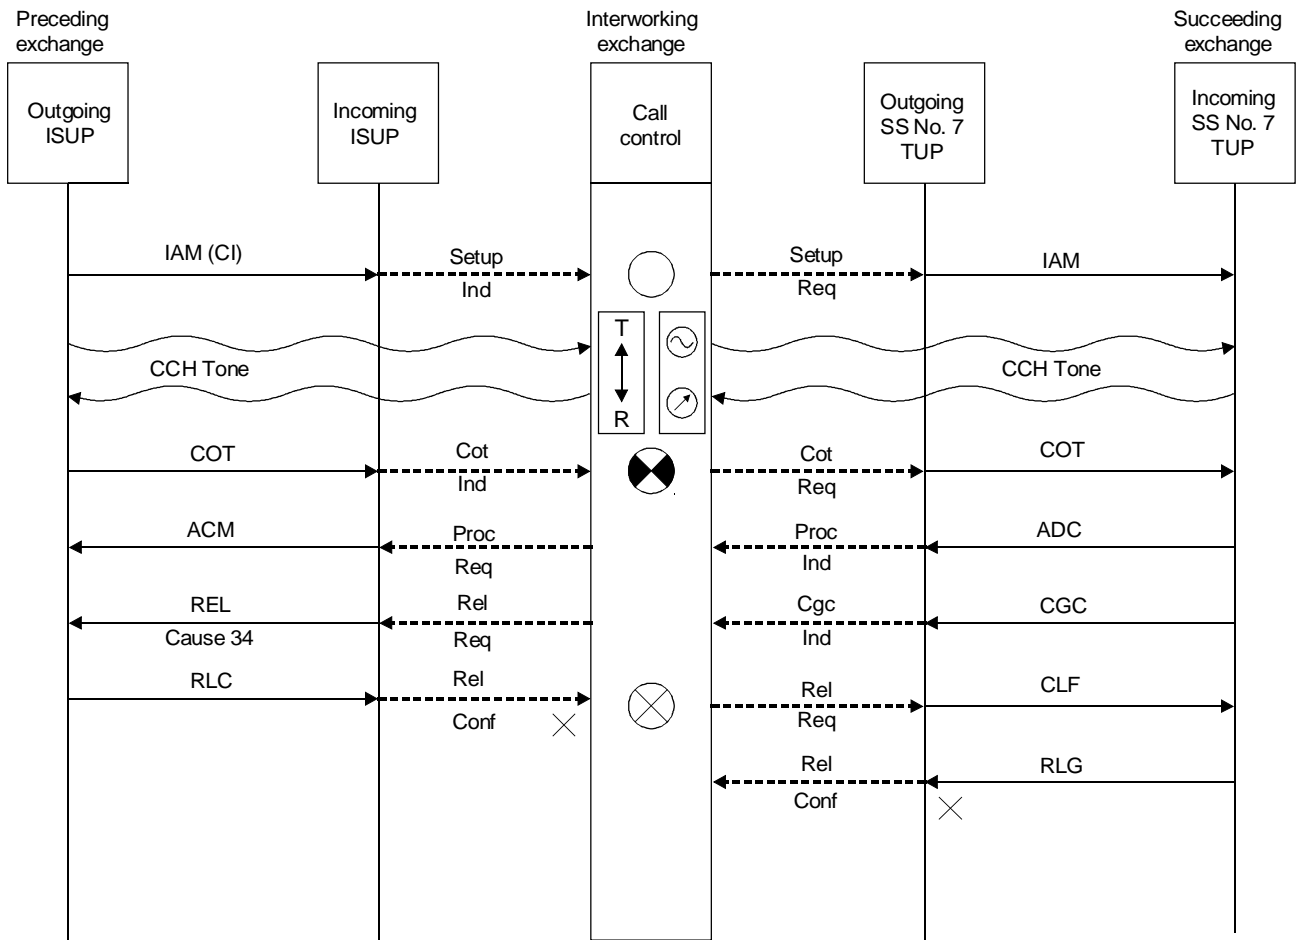 Preceding
exchange
Interworking
exchange
Succeeding
exchange
Outgoing
ISUP
Incoming
ISUP
Call
control
Outgoing
SS No. 7
TUP
Incoming
SS No. 7
TUP
IAM (CI)
Setup
Ind
Setup
Req
IAM
T
R
CCH Tone
CCH Tone
COT
Cot
Ind
Cot
Req
COT
ACM
Proc
Req
Proc
Ind
ADC
REL
Cause 34
Rel
Req
Cgc
Ind
CGC
RLC
Rel
Conf
Rel
Req
CLF
Rel
Conf
RLG